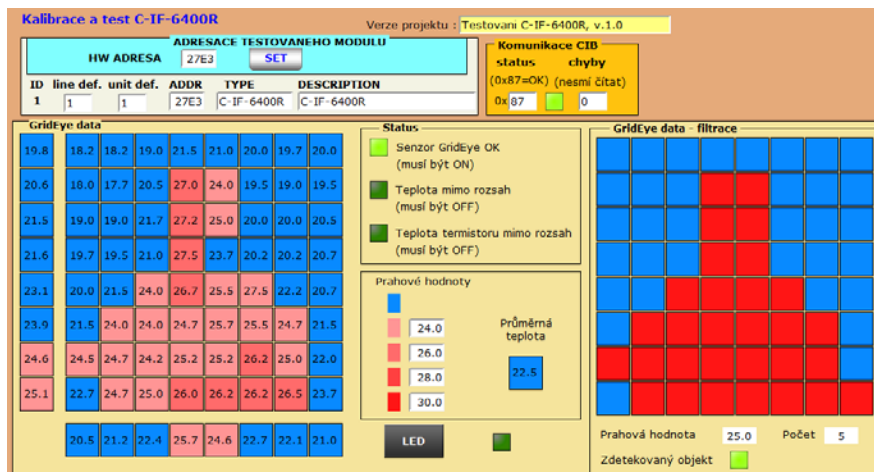 Kalibrace a test C-IF-6400R
Verze projektu : Testovani C-IF-6400R, v.1.0
ADRESACE TESTOVANEHO MODULU
HW ADRESA 27E3 SET
ID line def. unit def. ADDR TYPE DESCRIPTION
1 1 1 27E3 C-IF-6400R C-IF-6400R
Komunikace CIB
status chyby
(0x87=OK) (nesmí čítat)
0x 87 0
GridEye data
19.8 18.2 18.2 19.0 21.5 21.0 20.0 19.7 20.0
20.6 18.0 17.7 20.5 27.0 24.0 19.5 19.0 19.5
21.5 19.0 19.0 21.7 27.2 25.0 20.0 20.0 20.5
21.6 19.7 19.5 21.0 27.5 23.7 20.2 20.2 20.7
23.1 20.0 21.5 24.0 26.7 25.5 27.5 22.2 20.7
23.9 21.5 24.0 24.0 24.7 25.7 25.5 24.7 21.5
24.6 24.5 24.7 24.2 25.2 25.2 26.2 25.0 22.0
25.1 22.7 24.7 25.0 26.0 26.2 26.2 26.5 23.7
20.5 21.2 22.4 25.7 24.6 22.7 22.1 21.0
Status
Senzor GridEye OK
(musí být ON)
Teplota mimo rozsah
(musí být OFF)
Teplota termistoru mimo rozsah
(musí být OFF)
Prahové hodnoty
24.0
26.0
28.0
30.0
Průměrná
teplota
22.5
LED
GridEye data - filtrace
Prahová hodnota 25.0 Počet 5
Zdetekovaný objekt